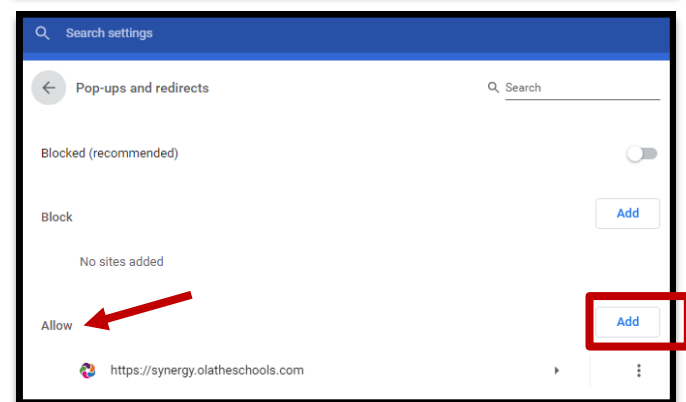 Search settings
Pop-ups and redirects
Search
Blocked (recommended)
Block
Add
No sites added
Allow
Add
https://synergy.olatheschools.com